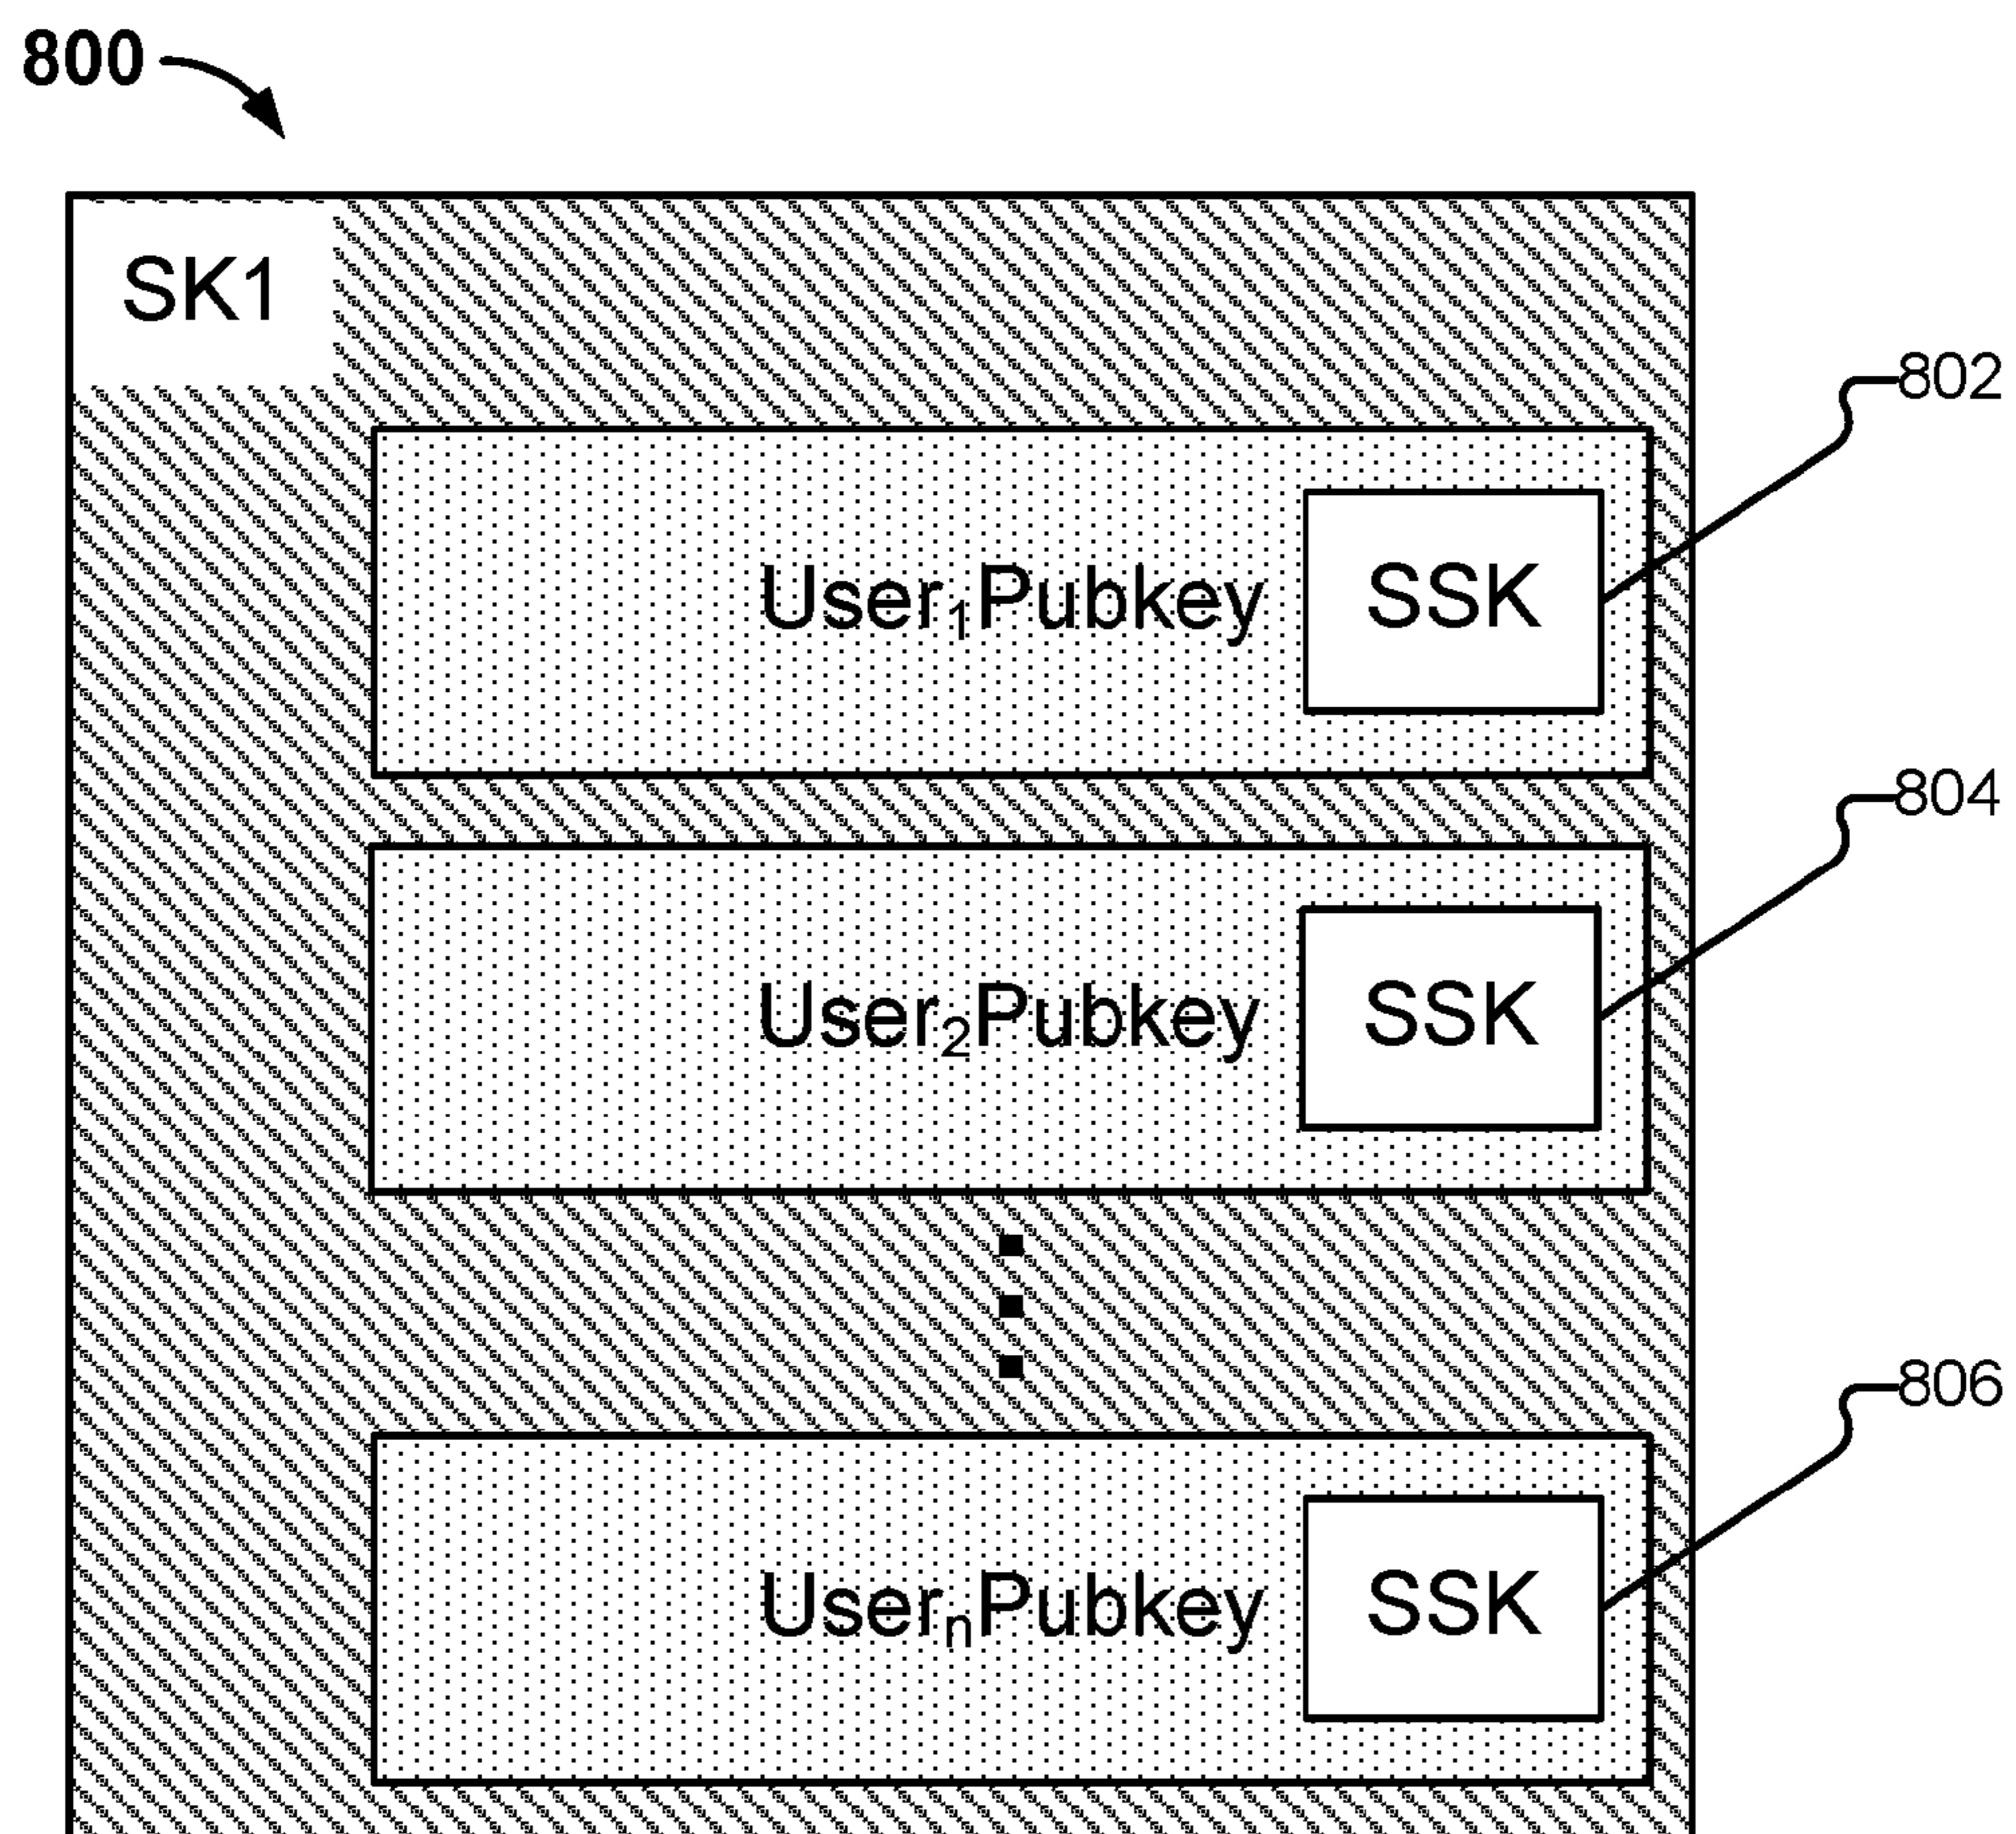 800
SK1
802
User₁Pubkey SSK
804
User₂Pubkey SSK
806
UserₙPubkey SSK